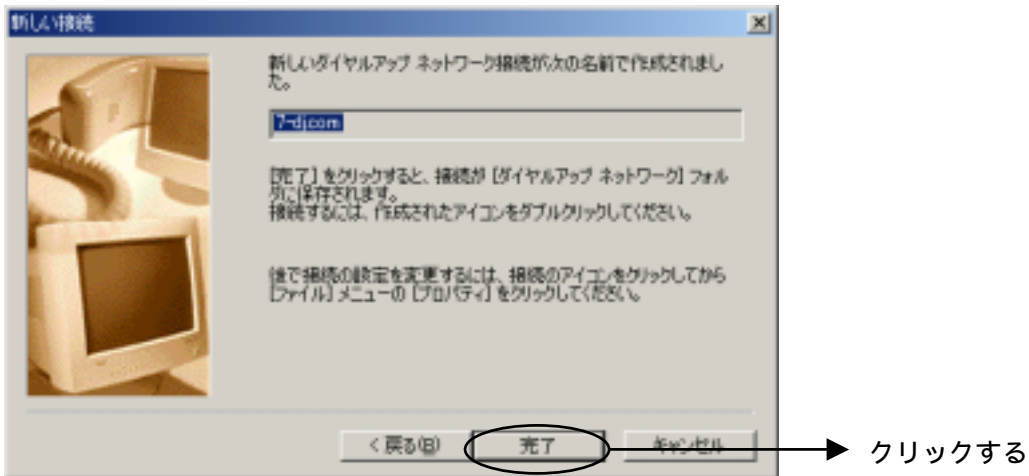 新しい接続
新しいダイヤルアップ ネットワーク接続が次の名前で作成されまし
た。
7-djcom
[完了] をクリックすると、接続が [ダイヤルアップ ネットワーク] フォル
ダに保存されます。
接続するには、作成されたアイコンをダブルクリックしてください。
後で接続の設定を変更するには、接続のアイコンをクリックしてから
[ファイル] メニューの [プロパティ] をクリックしてください。
< 戻る(B)
完了
キャンセル
クリックする